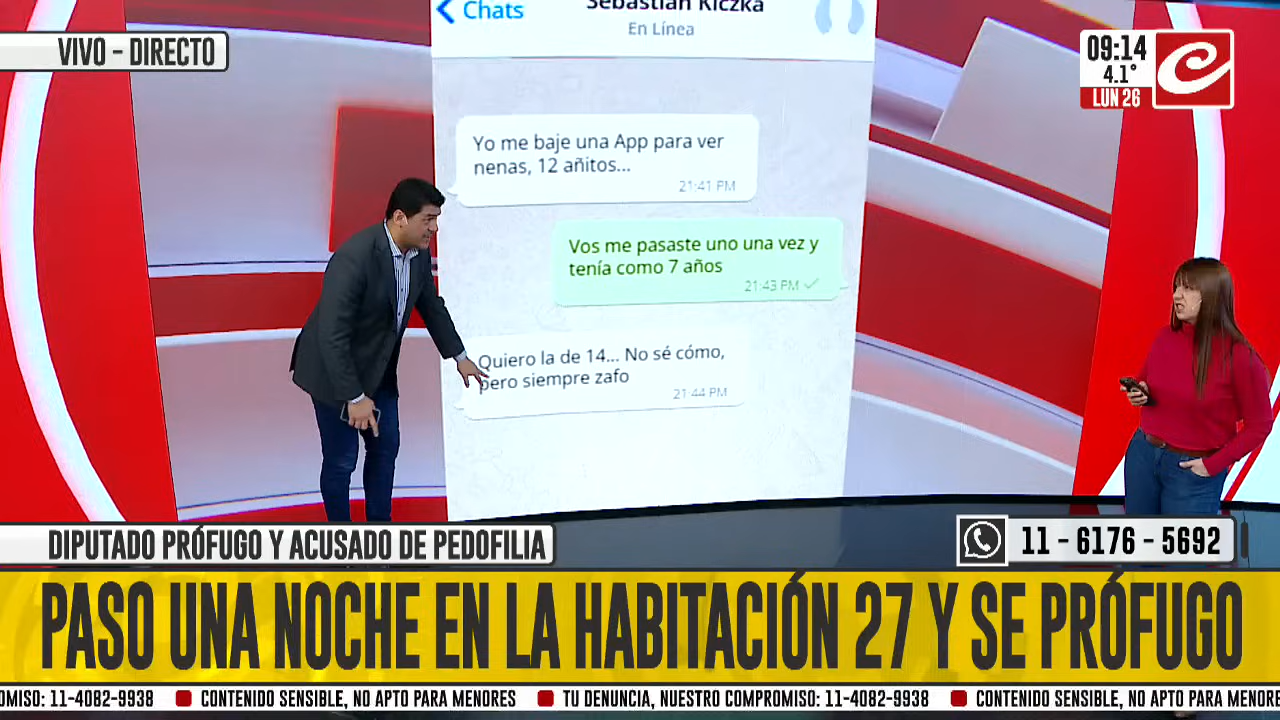 Chats
Sebastián Kiczka
En Línea
VIVO - DIRECTO
09:14
4.1°
LUN 26
Yo me baje una App para ver
nenas, 12 añitos...
21:41 PM
Vos me pasaste uno una vez y
tenía como 7 años
21:43 PM
Quiero la de 14... No sé cómo,
pero siempre zafo
21:44 PM
DIPUTADO PRÓFUGO Y ACUSADO DE PEDOFILIA
11 - 6176 - 5692
PASO UNA NOCHE EN LA HABITACIÓN 27 Y SE PRÓFUGO
OMISO: 11-4082-9938 CONTENIDO SENSIBLE, NO APTO PARA MENORES TU DENUNCIA, NUESTRO COMPROMISO: 11-4082-9938 CONTENIDO SENSIBLE, NO APTO PARA MENORES